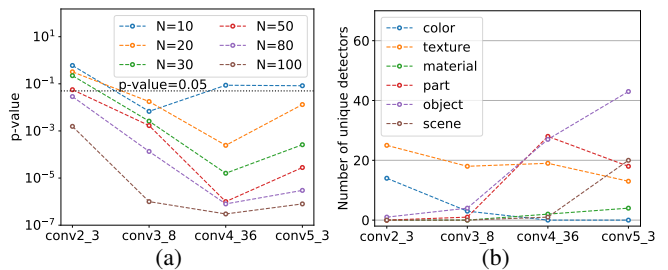 N=10
N=20
N=30
N=50
N=80
N=100
p-value=0.05
10^1
10^-1
10^-3
10^-5
10^-7
p-value
conv2_3 conv3_8 conv4_36 conv5_3
(a)
color
texture
material
part
object
scene
60
40
20
0
Number of unique detectors
conv2_3 conv3_8 conv4_36 conv5_3
(b)